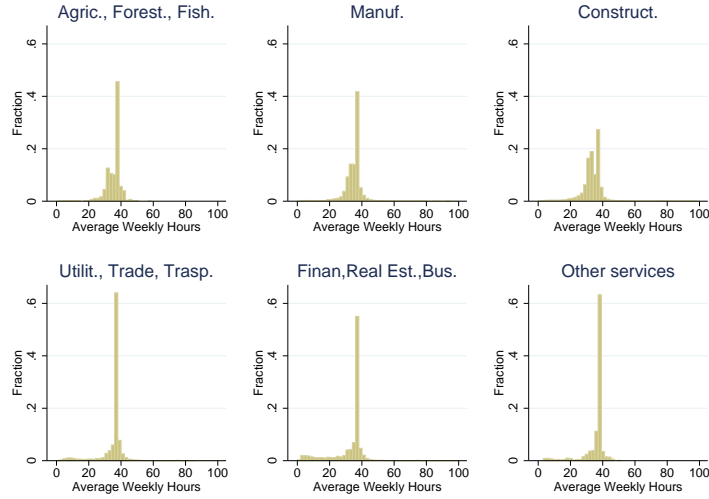 Agric., Forest., Fish.
Fraction
0 .2 .4 .6
0 20 40 60 80 100
Average Weekly Hours
Manuf.
Fraction
0 .2 .4 .6
0 20 40 60 80 100
Average Weekly Hours
Construct.
Fraction
0 .2 .4 .6
0 20 40 60 80 100
Average Weekly Hours
Utilit., Trade, Trasp.
Fraction
0 .2 .4 .6
0 20 40 60 80 100
Average Weekly Hours
Finan,Real Est.,Bus.
Fraction
0 .2 .4 .6
0 20 40 60 80 100
Average Weekly Hours
Other services
Fraction
0 .2 .4 .6
0 20 40 60 80 100
Average Weekly Hours